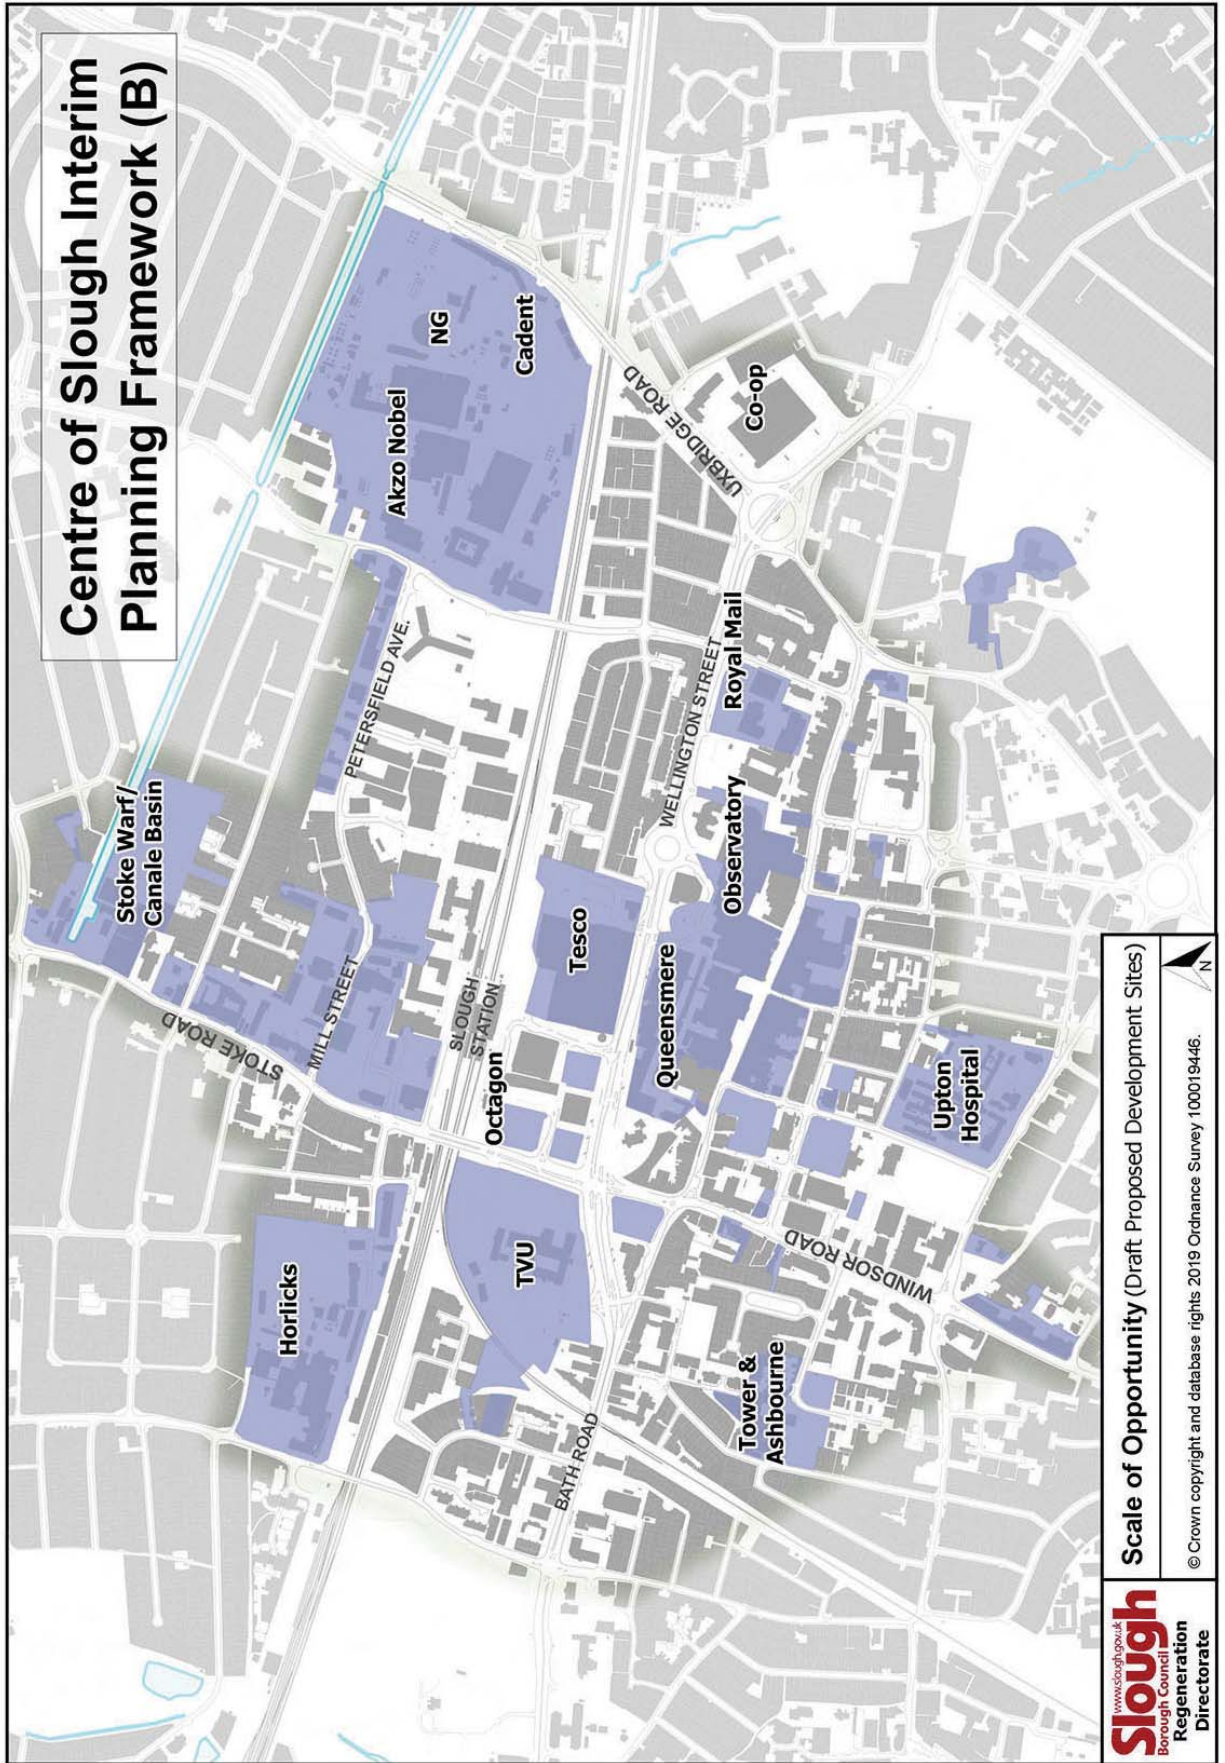 Centre of Slough Interim
Planning Framework (B)
Stoke Warf/
Canale Basin
Akzo Nobel
NG
Cadent
PETERSFIELD AVE.
STOKE ROAD
MILL STREET
SLOUGH
STATION
Horlicks
Octagon
Tesco
TVU
UXBRIDGE ROAD
Co-op
WELLINGTON STREET
Royal Mail
Observatory
Queensmere
BATH ROAD
Tower &
Ashbourne
WINDSOR ROAD
Upton
Hospital
www.slough.gov.uk
Slough
Borough Council
Regeneration
Directorate
Scale of Opportunity (Draft Proposed Development Sites)
© Crown copyright and database rights 2019 Ordnance Survey 100019446.
N